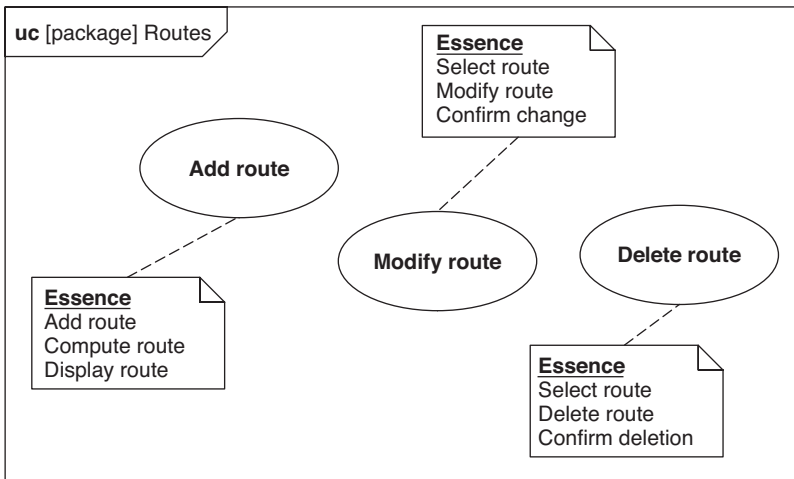 uc [package] Routes
Essence
Select route
Modify route
Confirm change
Add route
Modify route
Delete route
Essence
Add route
Compute route
Display route
Essence
Select route
Delete route
Confirm deletion